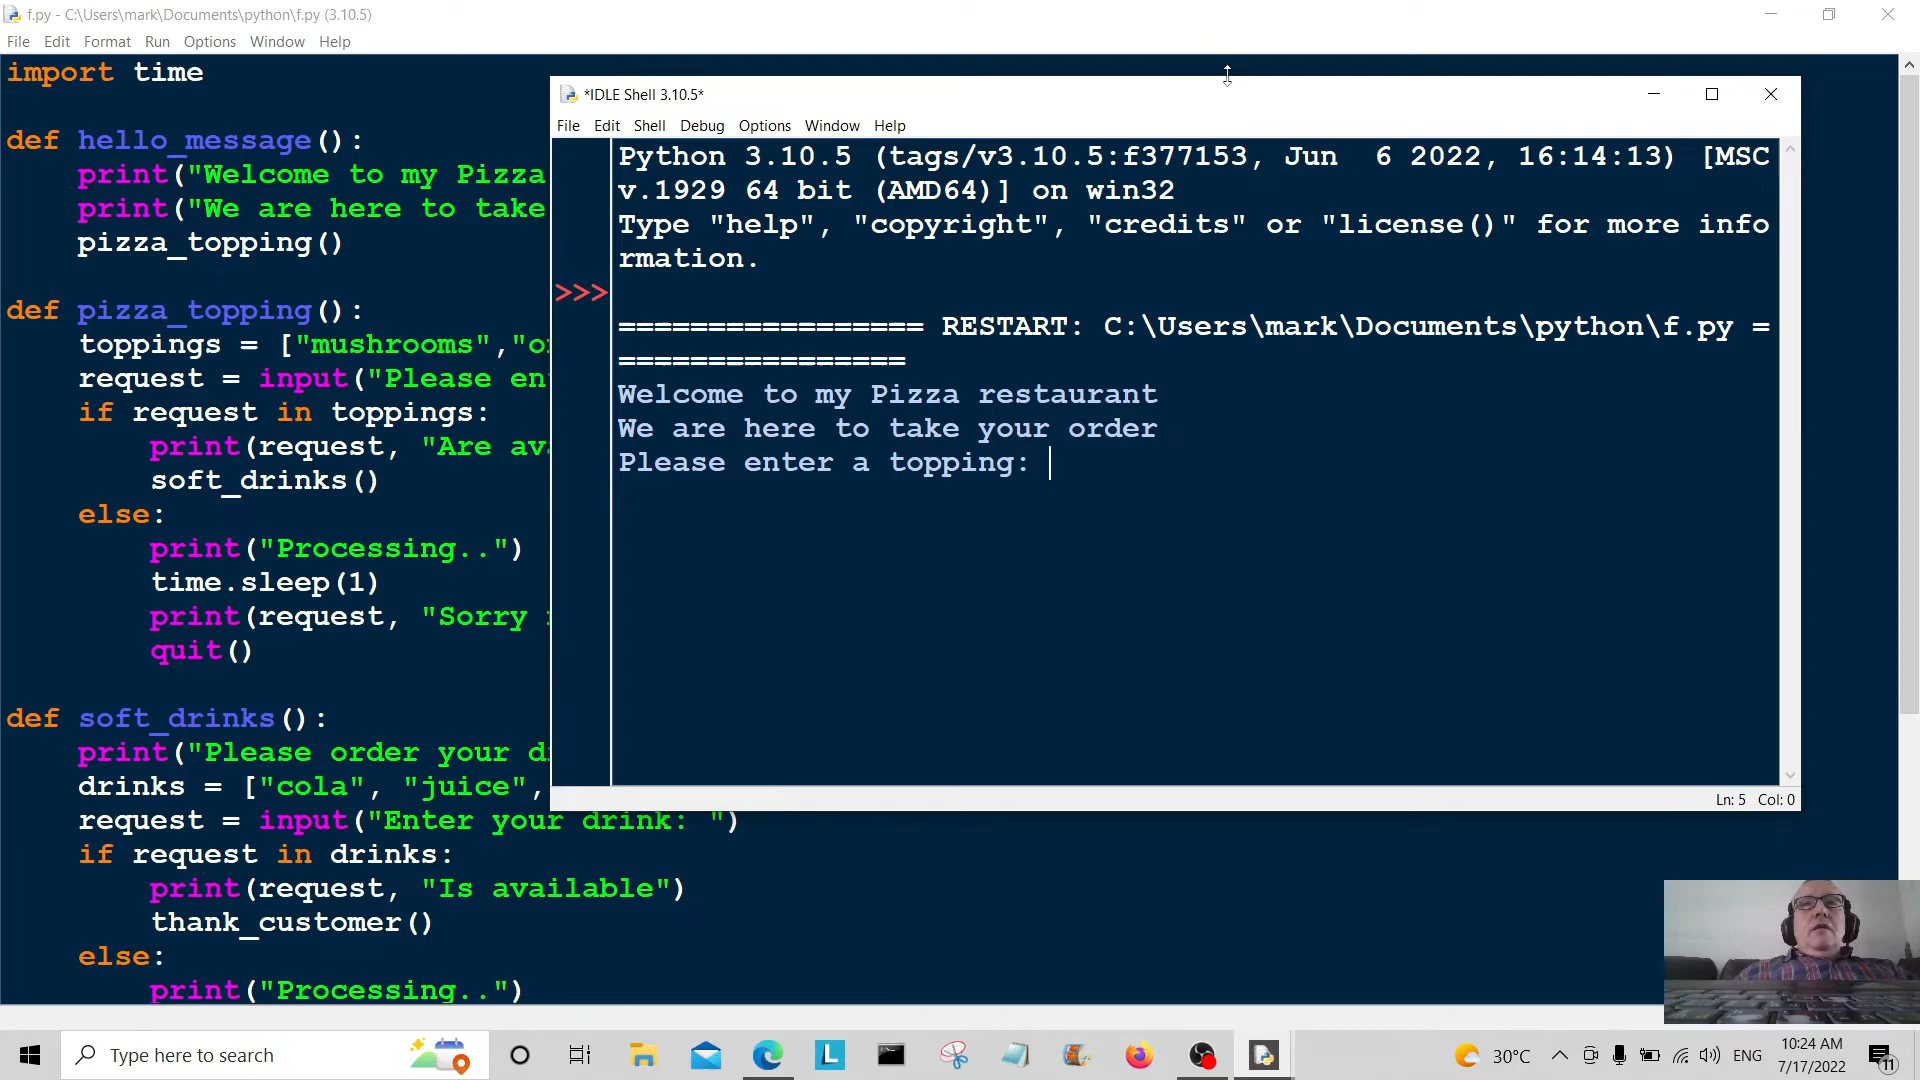 f.py - C:\Users\mark\Documents\python\f.py (3.10.5)
File Edit Format Run Options Window Help
import time
def hello_message():
print("Welcome to my Pizza
print("We are here to take
pizza_topping()
def pizza_topping():
toppings = ["mushrooms","o
request = input("Please en
if request in toppings:
print(request, "Are av
soft_drinks()
else:
print("Processing..")
time.sleep(1)
print(request, "Sorry
quit()
def soft_drinks():
print("Please order your d
drinks = ["cola", "juice",
request = input("Enter your drink: ")
if request in drinks:
print(request, "Is available")
thank_customer()
else:
print("Processing..")
*IDLE Shell 3.10.5*
File Edit Shell Debug Options Window Help
Python 3.10.5 (tags/v3.10.5:f377153, Jun  6 2022, 16:14:13) [MSC
v.1929 64 bit (AMD64)] on win32
Type "help", "copyright", "credits" or "license()" for more info
rmation.
>>>
================= RESTART: C:\Users\mark\Documents\python\f.py =
================
Welcome to my Pizza restaurant
We are here to take your order
Please enter a topping:
Ln: 5 Col: 0
Type here to search
L
30°C
ENG
10:24 AM
7/17/2022
11